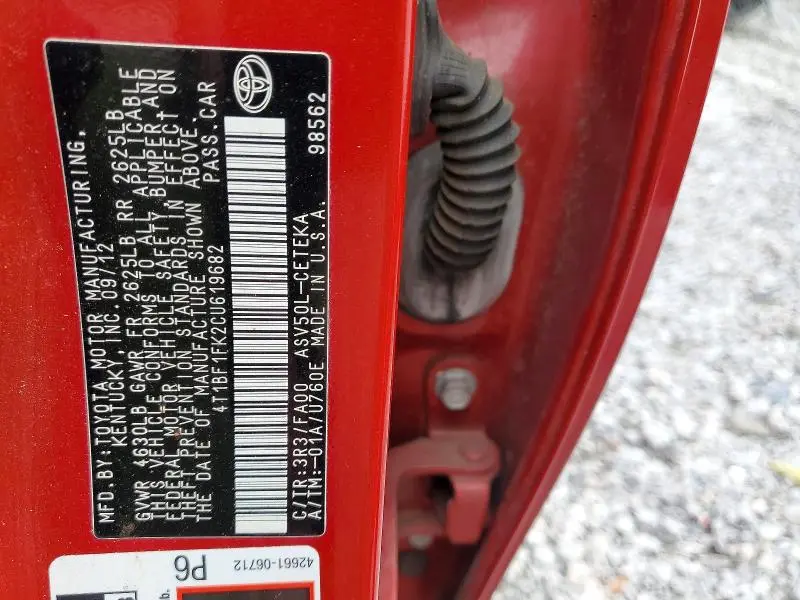 MFD. BY: TOYOTA MOTOR MANUFACTURING,
KENTUCKY, INC. 09/12
GVWR 4630LB GAWR FR 2625LB RR 2625LB
THIS VEHICLE CONFORMS TO ALL APPLICABLE
FEDERAL MOTOR VEHICLE SAFETY, BUMPER AND
THEFT PREVENTION STANDARDS IN EFFECT ON
THE DATE OF MANUFACTURE SHOWN ABOVE.
4T1BF1FK2CU619682 PASS. CAR
C/TR:3R3/FA00 ASV50L-CETEKA
A/TM:-01A/U760E MADE IN U.S.A. 98562
42661-06712
P6